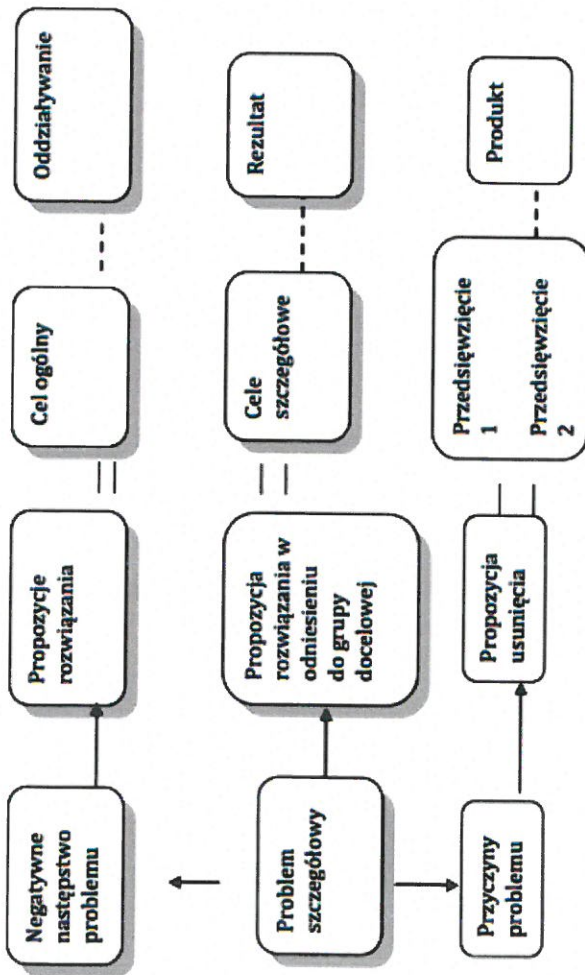 Negatywne
następstwo
problemu
Propozycje
rozwiązania
Cel ogólny
Oddziaływanie
Problem
szczegółowy
Propozycja
rozwiązania w
odniesieniu
do grupy
docelowej
Cele
szczegółowe
Rezultat
Przyczyny
problemu
Propozycja
usunięcia
Przedsięwzięcie
1
Przedsięwzięcie
2
Produkt